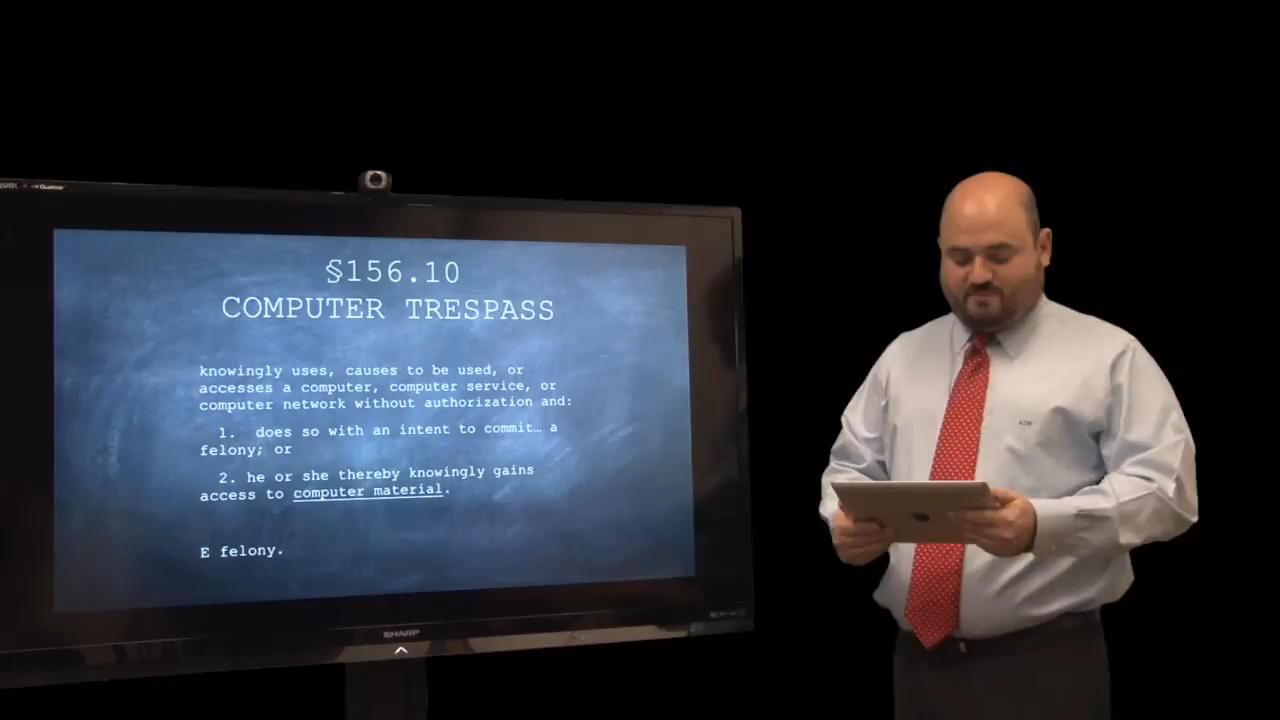 §156.10
COMPUTER TRESPASS
knowingly uses, causes to be used, or
accesses a computer, computer service, or
computer network without authorization and:
1. does so with an intent to commit… a
felony; or
2. he or she thereby knowingly gains
access to computer material.
E felony.
SHARP